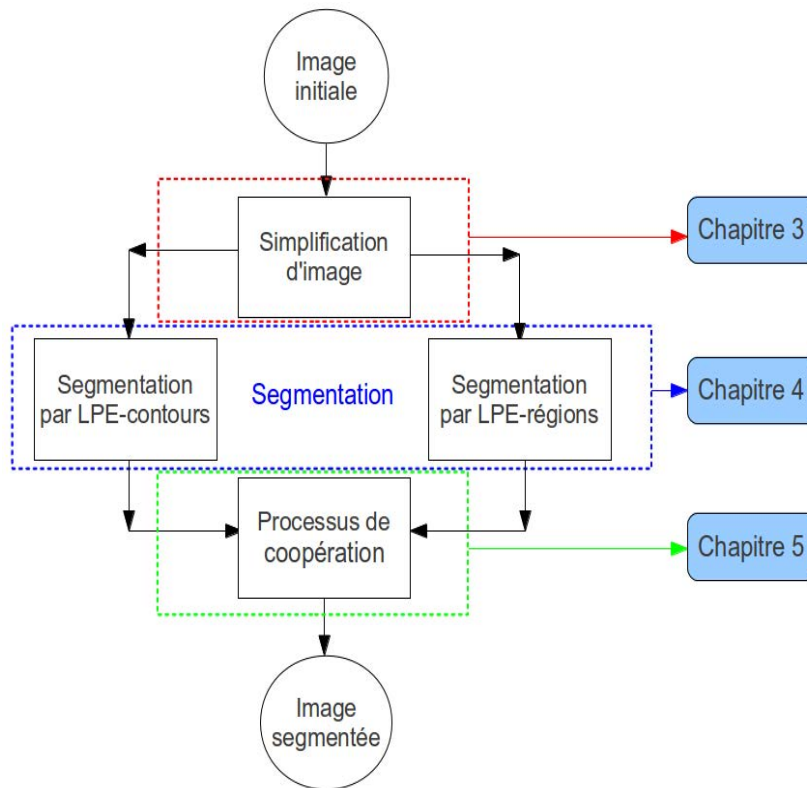 Image
initiale
Simplification
d'image
Chapitre 3
Segmentation
par LPE-contours
Segmentation
Segmentation
par LPE-régions
Chapitre 4
Processus de
coopération
Chapitre 5
Image
segmentée